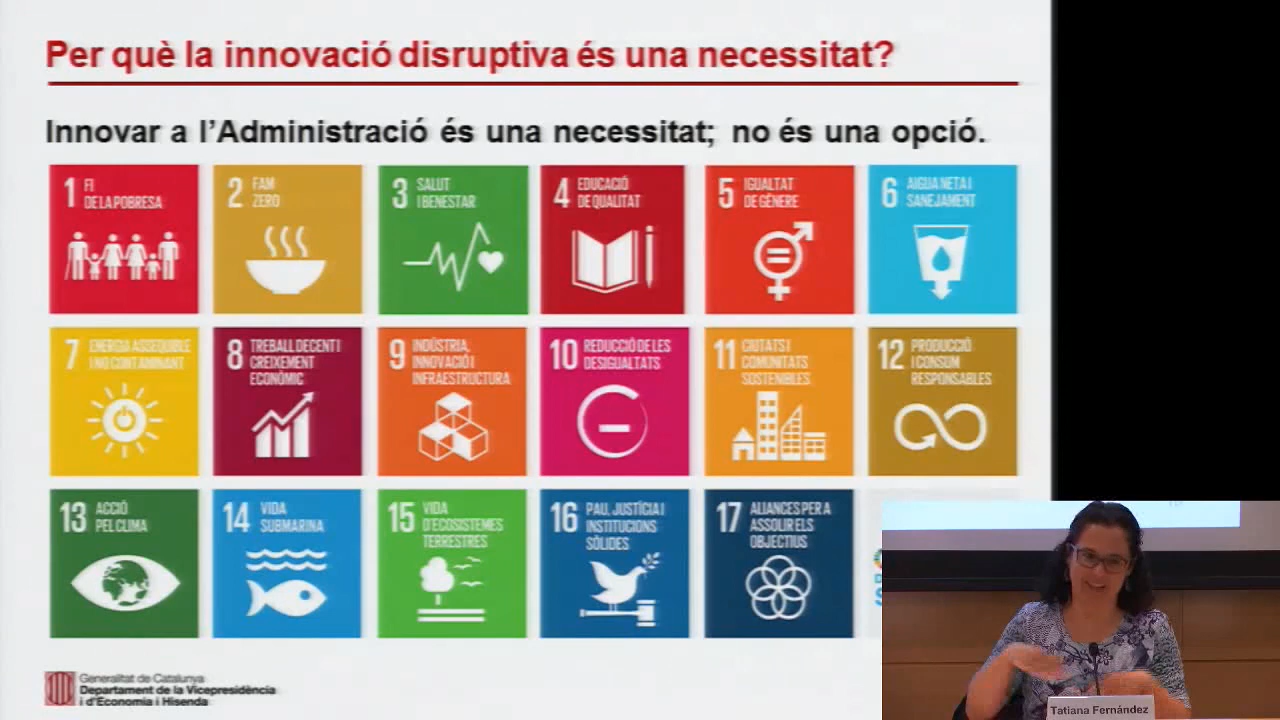 Per què la innovació disruptiva és una necessitat?
Innovar a l'Administració és una necessitat; no és una opció.
1 FI
DE LA POBRESA
2 FAM
ZERO
3 SALUT
I BENESTAR
4 EDUCACIÓ
DE QUALITAT
5 IGUALTAT
DE GÈNERE
6 AIGUA NETA I
SANEJAMENT
7 ENERGIA ASSEQUIBLE
I NO CONTAMINANT
8 TREBALL DECENT I
CREIXEMENT
ECONÒMIC
9 INDÚSTRIA,
INNOVACIÓ I
INFRAESTRUCTURA
10 REDUCCIÓ DE LES
DESIGUALTATS
11 CIUTATS I
COMUNITATS
SOSTENIBLES
12 PRODUCCIÓ
I CONSUM
RESPONSABLES
13 ACCIÓ
PEL CLIMA
14 VIDA
SUBMARINA
15 VIDA
D'ECOSISTEMES
TERRESTRES
16 PAU, JUSTÍCIA I
INSTITUCIONS
SÒLIDES
17 ALIANCES PER A
ASSOLIR ELS
OBJECTIUS
Generalitat de Catalunya
Departament de la Vicepresidència
i d'Economia i Hisenda
Tatiana Fernández